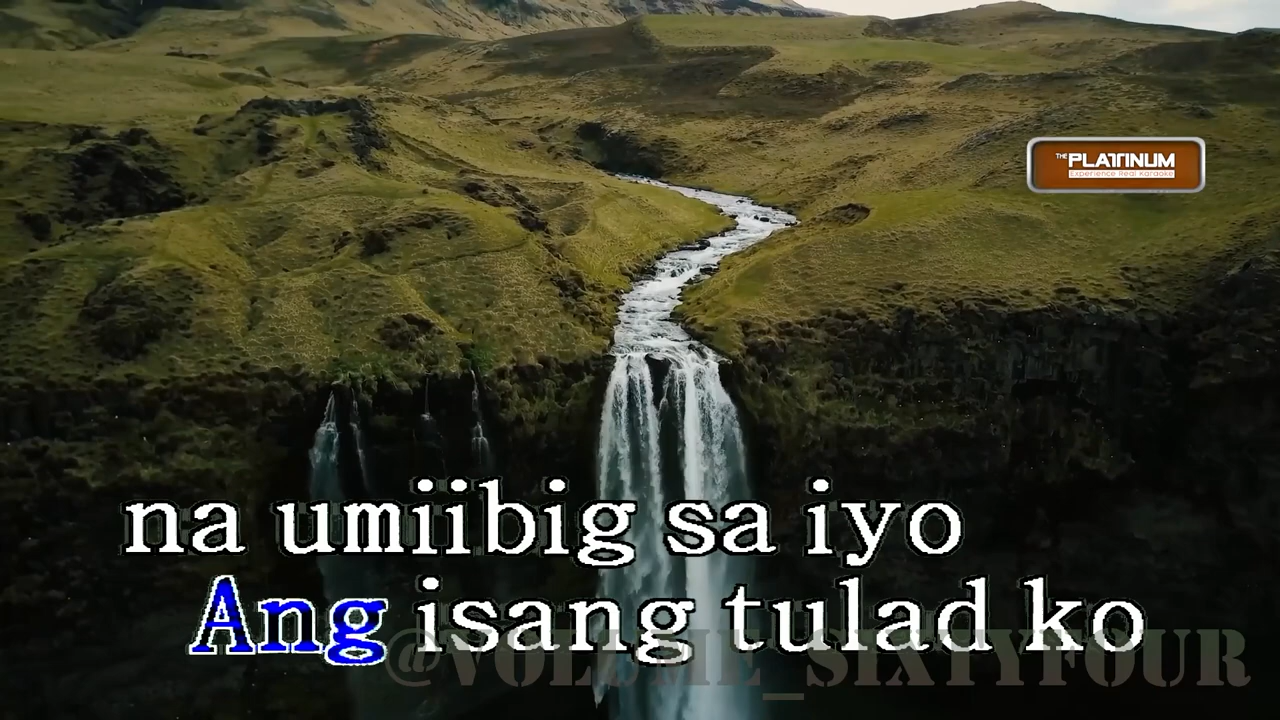 THE PLATINUM
Experience Real Karaoke
na umiibig sa iyo
Ang isang tulad ko
@VOLUME_SIXTYFOUR